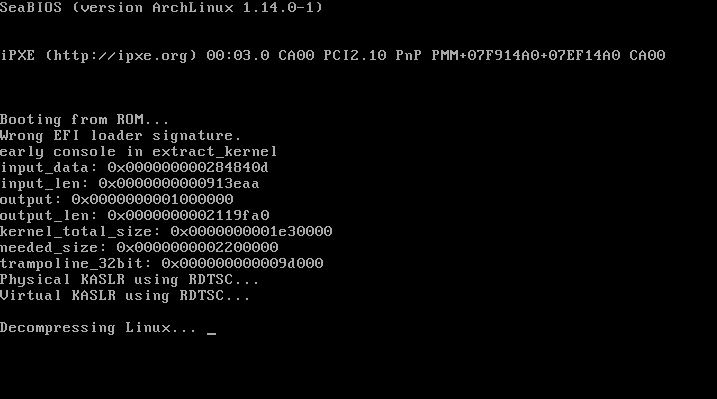 SeaBIOS (version ArchLinux 1.14.0-1)
iPXE (http://ipxe.org) 00:03.0 CA00 PCI2.10 PnP PMM+07F914A0+07EF14A0 CA00
Booting from ROM...
Wrong EFI loader signature.
early console in extract_kernel
input_data: 0x000000000284840d
input_len: 0x0000000000913eaa
output: 0x0000000001000000
output_len: 0x0000000002119fa0
kernel_total_size: 0x0000000001e30000
needed_size: 0x0000000002200000
trampoline_32bit: 0x000000000009d000
Physical KASLR using RDTSC...
Virtual KASLR using RDTSC...
Decompressing Linux... _